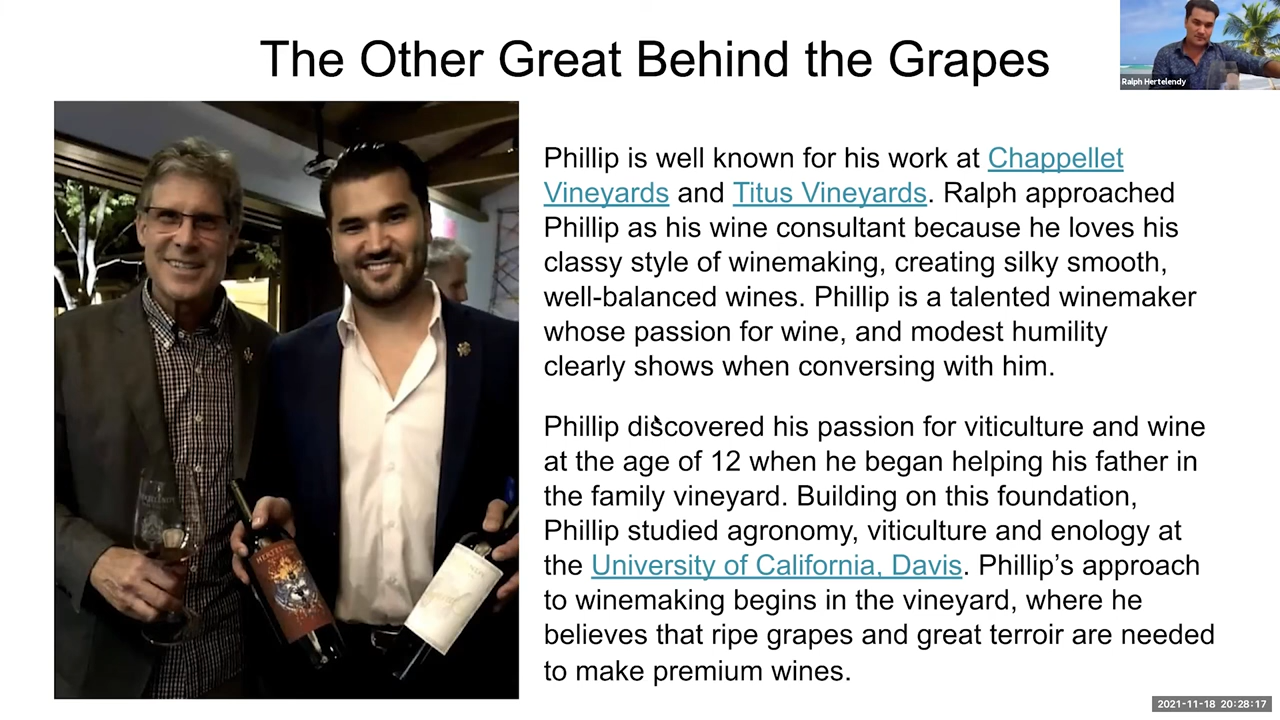 The Other Great Behind the Grapes
Ralph Hertelendy
Phillip is well known for his work at Chappellet
Vineyards and Titus Vineyards. Ralph approached
Phillip as his wine consultant because he loves his
classy style of winemaking, creating silky smooth,
well-balanced wines. Phillip is a talented winemaker
whose passion for wine, and modest humility
clearly shows when conversing with him.
Phillip discovered his passion for viticulture and wine
at the age of 12 when he began helping his father in
the family vineyard. Building on this foundation,
Phillip studied agronomy, viticulture and enology at
the University of California, Davis. Phillip’s approach
to winemaking begins in the vineyard, where he
believes that ripe grapes and great terroir are needed
to make premium wines.
2021-11-18 20:28:17